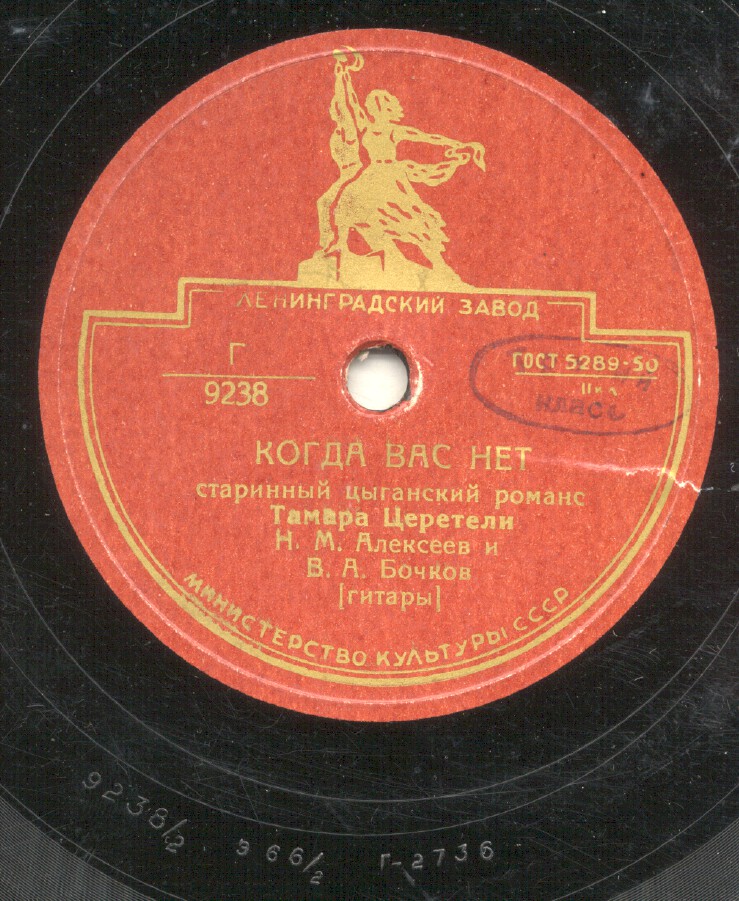 ЛЕНИНГРАДСКИЙ ЗАВОД
Г
9238
ГОСТ 5289-50
класс
КОГДА ВАС НЕТ
старинный цыганский романс
Тамара Церетели
Н. М. Алексеев и
В. А. Бочков
[гитары]
МИНИСТЕРСТВО КУЛЬТУРЫ СССР
9238/2 966/2 Г-2736